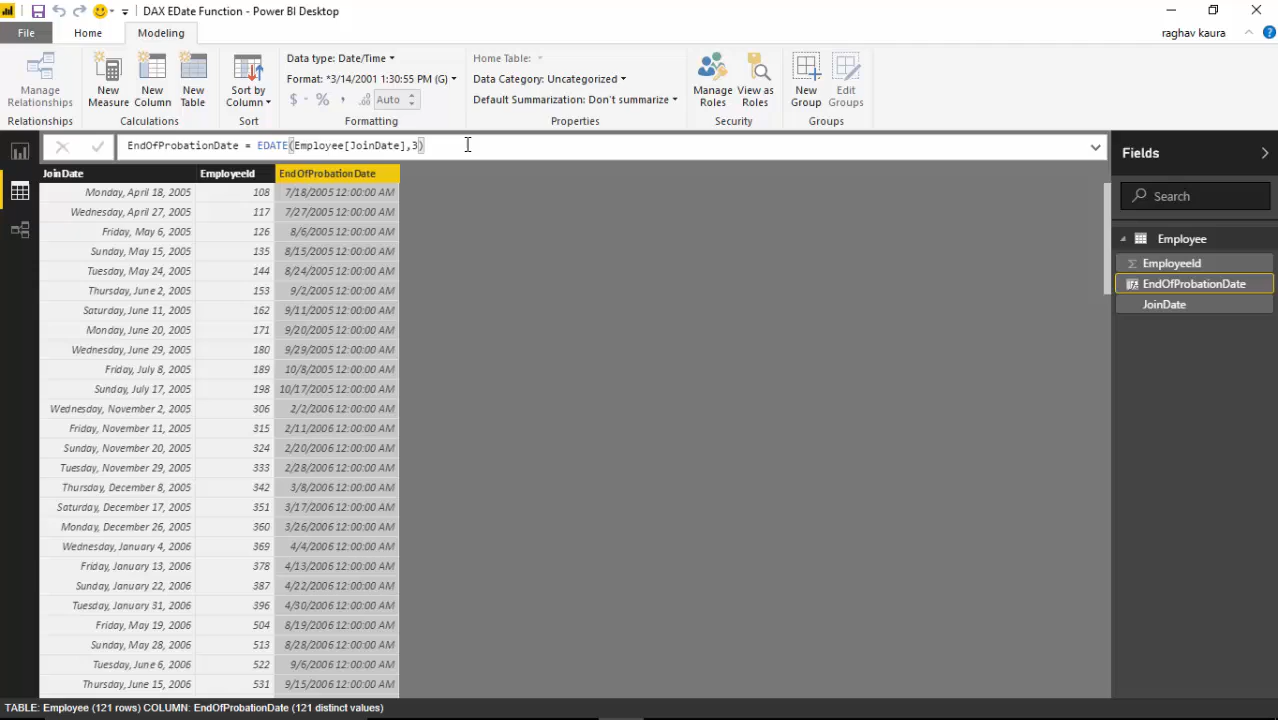 DAX EDate Function - Power BI Desktop
File
Home
Modeling
raghav kaura
Manage
Relationships
New
Measure
New
Column
New
Table
Sort by
Column
Data type: Date/Time
Format: *3/14/2001 1:30:55 PM (G)
$ % , .00 Auto
Home Table:
Data Category: Uncategorized
Default Summarization: Don't summarize
Manage
Roles
View as
Roles
New
Group
Edit
Groups
Relationships
Calculations
Sort
Formatting
Properties
Security
Groups
EndOfProbationDate = EDATE(Employee[JoinDate],3)
JoinDate EmployeeId EndOfProbationDate
Monday, April 18, 2005 108 7/18/2005 12:00:00 AM
Wednesday, April 27, 2005 117 7/27/2005 12:00:00 AM
Friday, May 6, 2005 126 8/6/2005 12:00:00 AM
Sunday, May 15, 2005 135 8/15/2005 12:00:00 AM
Tuesday, May 24, 2005 144 8/24/2005 12:00:00 AM
Thursday, June 2, 2005 153 9/2/2005 12:00:00 AM
Saturday, June 11, 2005 162 9/11/2005 12:00:00 AM
Monday, June 20, 2005 171 9/20/2005 12:00:00 AM
Wednesday, June 29, 2005 180 9/29/2005 12:00:00 AM
Friday, July 8, 2005 189 10/8/2005 12:00:00 AM
Sunday, July 17, 2005 198 10/17/2005 12:00:00 AM
Wednesday, November 2, 2005 306 2/2/2006 12:00:00 AM
Friday, November 11, 2005 315 2/11/2006 12:00:00 AM
Sunday, November 20, 2005 324 2/20/2006 12:00:00 AM
Tuesday, November 29, 2005 333 2/28/2006 12:00:00 AM
Thursday, December 8, 2005 342 3/8/2006 12:00:00 AM
Saturday, December 17, 2005 351 3/17/2006 12:00:00 AM
Monday, December 26, 2005 360 3/26/2006 12:00:00 AM
Wednesday, January 4, 2006 369 4/4/2006 12:00:00 AM
Friday, January 13, 2006 378 4/13/2006 12:00:00 AM
Sunday, January 22, 2006 387 4/22/2006 12:00:00 AM
Tuesday, January 31, 2006 396 4/30/2006 12:00:00 AM
Friday, May 19, 2006 504 8/19/2006 12:00:00 AM
Sunday, May 28, 2006 513 8/28/2006 12:00:00 AM
Tuesday, June 6, 2006 522 9/6/2006 12:00:00 AM
Thursday, June 15, 2006 531 9/15/2006 12:00:00 AM
Fields
Search
Employee
Σ EmployeeId
EndOfProbationDate
JoinDate
TABLE: Employee (121 rows) COLUMN: EndOfProbationDate (121 distinct values)